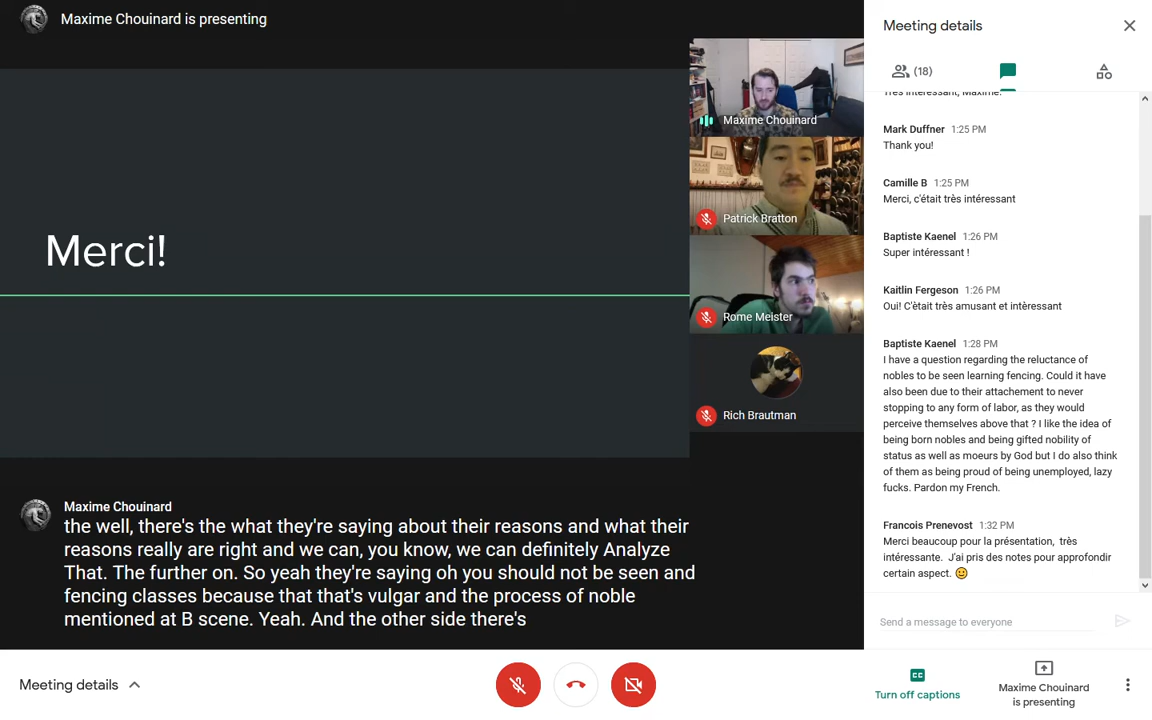 Maxime Chouinard is presenting
Merci!
Maxime Chouinard
Patrick Bratton
Rome Meister
Rich Brautman
Maxime Chouinard
the well, there's the what they're saying about their reasons and what their
reasons really are right and we can, you know, we can definitely Analyze
That. The further on. So yeah they're saying oh you should not be seen and
fencing classes because that that's vulgar and the process of noble
mentioned at B scene. Yeah. And the other side there's
Meeting details
Meeting details
(18)
Très intéressant, Maxime!
Mark Duffner 1:25 PM
Thank you!
Camille B 1:25 PM
Merci, c'était très intéressant
Baptiste Kaenel 1:26 PM
Super intéressant !
Kaitlin Fergeson 1:26 PM
Oui! C'ètait très amusant et intèressant
Baptiste Kaenel 1:28 PM
I have a question regarding the reluctance of
nobles to be seen learning fencing. Could it have
also been due to their attachement to never
stopping to any form of labor, as they would
perceive themselves above that ? I like the idea of
being born nobles and being gifted nobility of
status as well as moeurs by God but I do also think
of them as being proud of being unemployed, lazy
fucks. Pardon my French.
Francois Prenevost 1:32 PM
Merci beaucoup pour la présentation, très
intéressante. J'ai pris des notes pour approfondir
certain aspect.
Send a message to everyone
CC
Turn off captions
Maxime Chouinard
is presenting